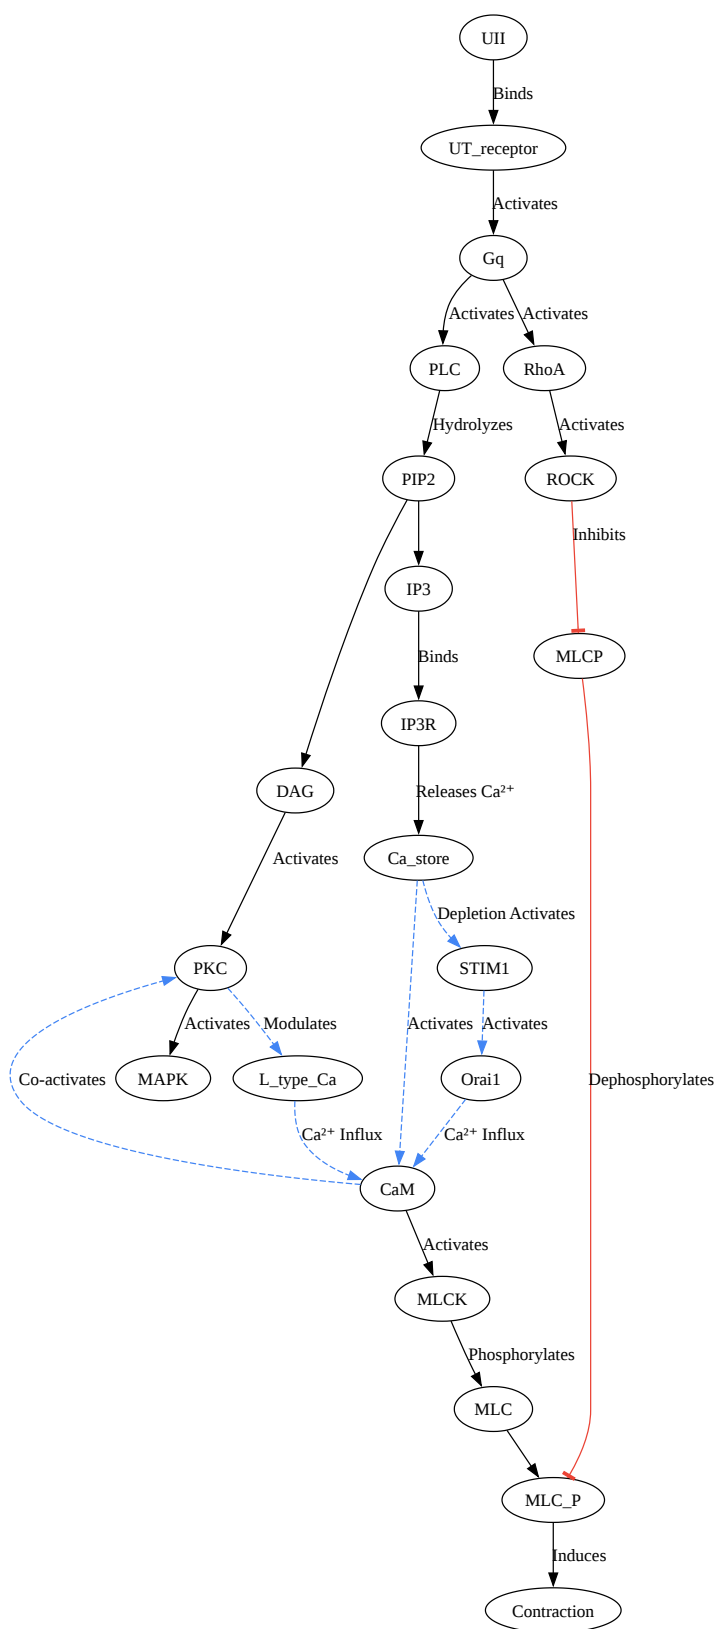 UII
Binds
UT_receptor
Activates
Gq
Activates
Activates
PLC
RhoA
Hydrolyzes
Activates
PIP2
ROCK
Inhibits
IP3
Binds
MLCP
IP3R
DAG
Releases Ca²⁺
Activates
Ca_store
Depletion Activates
PKC
STIM1
Activates
Modulates
Activates
Activates
Co-activates
MAPK
L_type_Ca
Orai1
Dephosphorylates
Ca²⁺ Influx
Ca²⁺ Influx
CaM
Activates
MLCK
Phosphorylates
MLC
MLC_P
Induces
Contraction